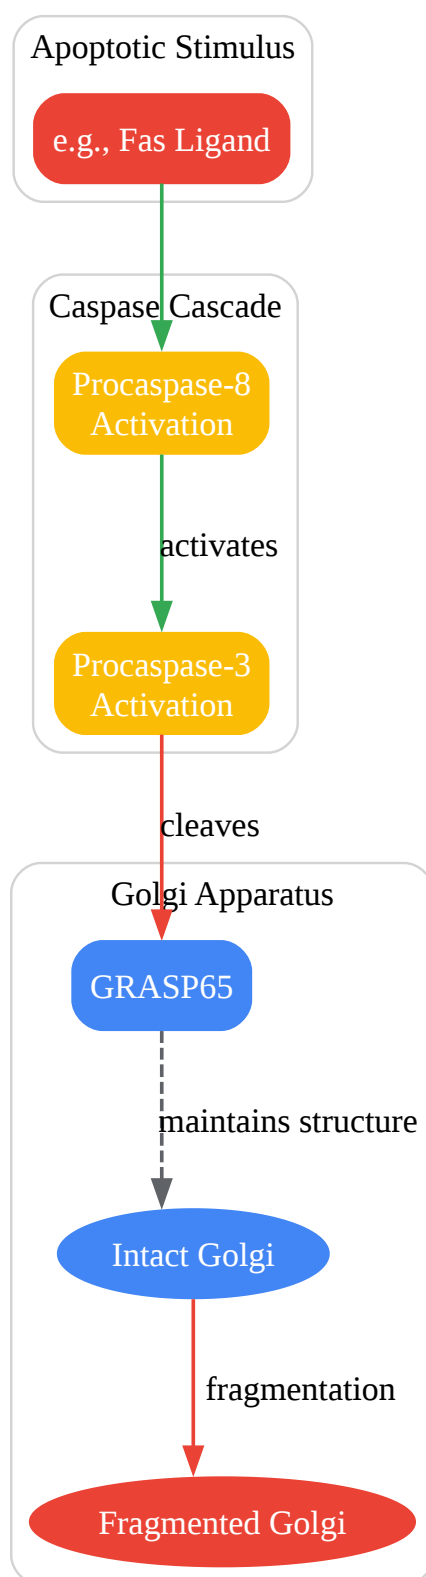 Apoptotic Stimulus
e.g., Fas Ligand
Caspase Cascade
Procaspase-8
Activation
activates
Procaspase-3
Activation
cleaves
Golgi Apparatus
GRASP65
maintains structure
Intact Golgi
fragmentation
Fragmented Golgi